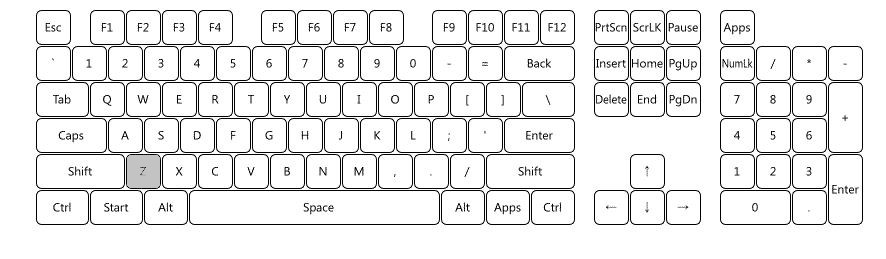 Esc F1 F2 F3 F4 F5 F6 F7 F8 F9 F10 F11 F12 PrtScn ScrLK Pause Apps
` 1 2 3 4 5 6 7 8 9 0 - = Back Insert Home PgUp NumLk / * -
Tab Q W E R T Y U I O P [ ] \ Delete End PgDn 7 8 9 +
Caps A S D F G H J K L ; ' Enter 4 5 6
Shift Z X C V B N M , . / Shift ↑ 1 2 3 Enter
Ctrl Start Alt Space Alt Apps Ctrl ← ↓ → 0 .